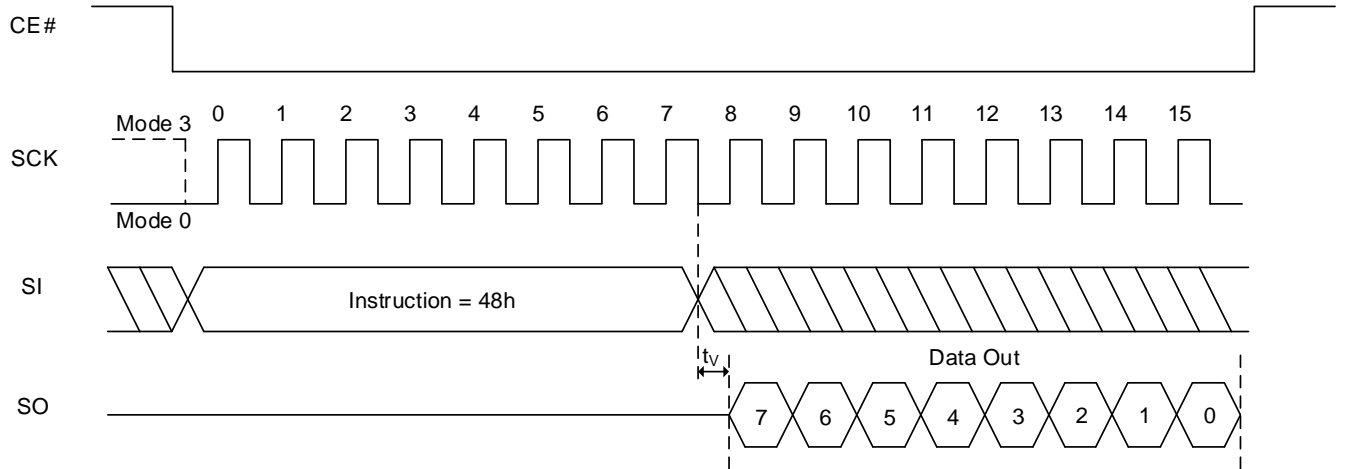 CE#
Mode 3
0 1 2 3 4 5 6 7 8 9 10 11 12 13 14 15
SCK
Mode 0
SI
Instruction = 48h
tV
Data Out
SO
7 6 5 4 3 2 1 0